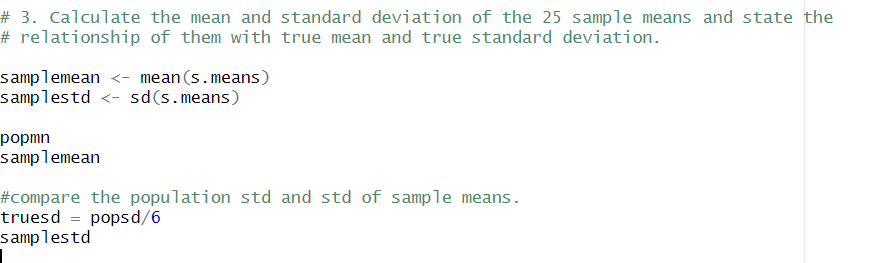 # 3. Calculate the mean and standard deviation of the 25 sample means and state the
# relationship of them with true mean and true standard deviation.
samplemean <- mean(s.means)
samplestd <- sd(s.means)
popmn
samplemean
#compare the population std and std of sample means.
truesd = popsd/6
samplestd